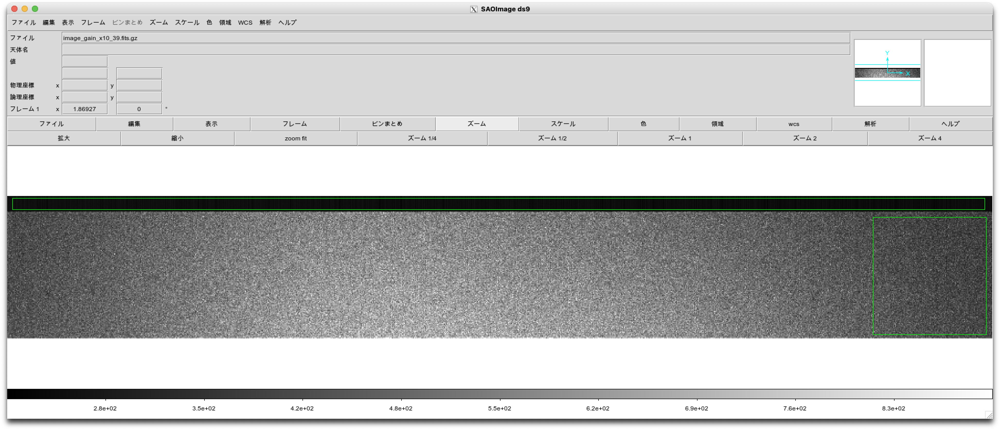 SAOImage ds9
ファイル 編集 表示 フレーム ビンまとめ ズーム スケール 色 領域 WCS 解析 ヘルプ
ファイル image_gain_x10_39.fits.gz
天体名
値
物理座標 x y
論理座標 x y
フレーム 1 x 1.86927 0 °
Y
X
ファイル 編集 表示 フレーム ビンまとめ ズーム スケール 色 領域 wcs 解析 ヘルプ
拡大 縮小 zoom fit ズーム 1/4 ズーム 1/2 ズーム 1 ズーム 2 ズーム 4
2.8e+02 3.5e+02 4.2e+02 4.8e+02 5.5e+02 6.2e+02 6.9e+02 7.6e+02 8.3e+02